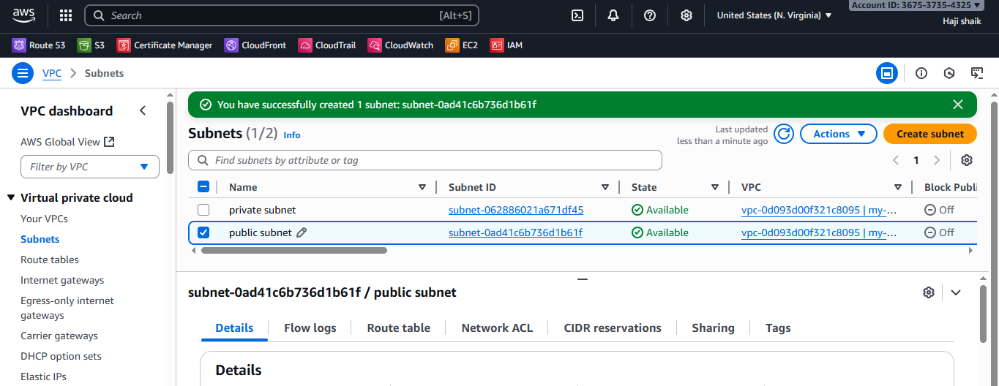 aws
Search [Alt+S]
United States (N. Virginia)
Account ID: 3675-3735-4325
Haji shaik
Route 53 S3 Certificate Manager CloudFront CloudTrail CloudWatch EC2 IAM
VPC > Subnets
VPC dashboard
AWS Global View
Filter by VPC
Virtual private cloud
Your VPCs
Subnets
Route tables
Internet gateways
Egress-only internet
gateways
Carrier gateways
DHCP option sets
Elastic IPs
You have successfully created 1 subnet: subnet-0ad41c6b736d1b61f
Subnets (1/2) Info
Last updated
less than a minute ago
Actions
Create subnet
Find subnets by attribute or tag
1
Name Subnet ID State VPC Block Publi
private subnet subnet-062886021a671df45 Available vpc-0d093d00f321c8095 | my-... Off
public subnet subnet-0ad41c6b736d1b61f Available vpc-0d093d00f321c8095 | my-... Off
subnet-0ad41c6b736d1b61f / public subnet
Details Flow logs Route table Network ACL CIDR reservations Sharing Tags
Details